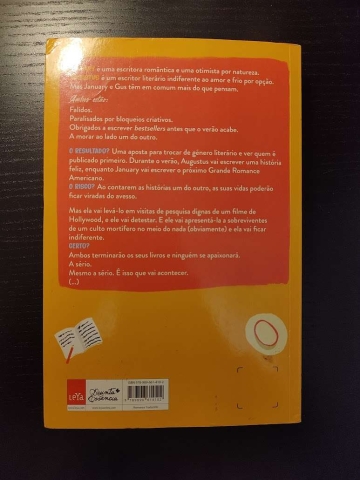 é uma escritora romântica e uma otimista por natureza.
é um escritor literário indiferente ao amor e frio por opção.
Mas January e Gus têm em comum mais do que pensam.
Ambos estão:
Falidos.
Paralisados por bloqueios criativos.
Obrigados a escrever bestsellers antes que o verão acabe.
A morar ao lado um do outro.
O RESULTADO? Uma aposta para trocar de género literário e ver quem é
publicado primeiro. Durante o verão, Augustus vai escrever uma história
feliz, enquanto January vai escrever o próximo Grande Romance
Americano.
O RISCO? Ao contarem as histórias um do outro, as suas vidas poderão
ficar viradas do avesso.
Mas ele vai levá-lo em visitas de pesquisa dignas de um filme de
Hollywood, e ele vai detestar. E ele vai apresentá-la a sobreviventes
de um culto mortífero no meio do nada (obviamente) e ela vai ficar
indiferente.
CERTO?
Ambos terminarão os seus livros e ninguém se apaixonará.
A sério.
Mesmo a sério. É isso que vai acontecer.
(...)
LeYa
Quinta Essência